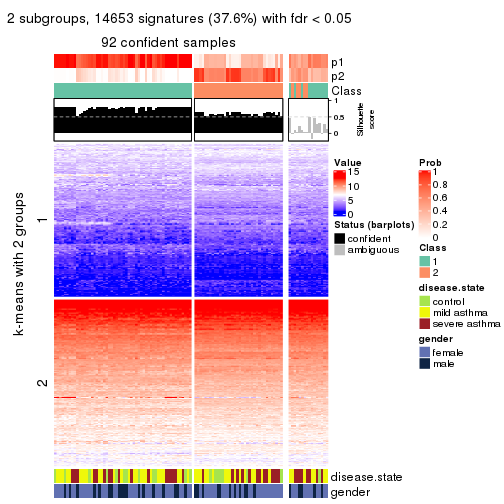 2 subgroups, 14653 signatures (37.6%) with fdr < 0.05
92 confident samples
p1
p2
Class
1
0.5
0
Silhouette
score
k-means with 2 groups
1
2
disease.state
gender
Value
15
10
5
0
Status (barplots)
confident
ambiguous
Prob
1
0.8
0.6
0.4
0.2
0
Class
1
2
disease.state
control
mild asthma
severe asthma
gender
female
male